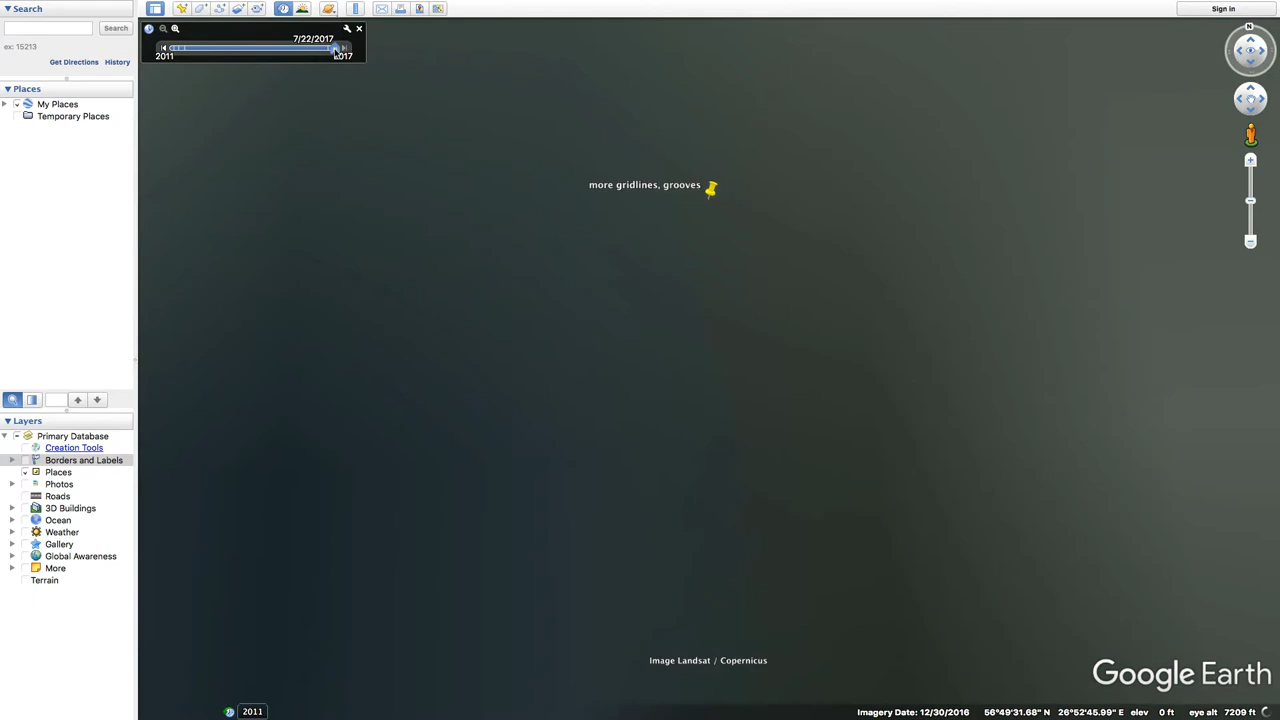 Search
Sign in
Search
ex: 15213
Get Directions History
7/22/2017
2011 2017
Places
My Places
Temporary Places
more gridlines, grooves
Layers
Primary Database
Creation Tools
Borders and Labels
Places
Photos
Roads
3D Buildings
Ocean
Weather
Gallery
Global Awareness
More
Terrain
N
Image Landsat / Copernicus
Google Earth
2011
Imagery Date: 12/30/2016 56°49'31.68" N 26°52'45.99" E elev 0 ft eye alt 7209 ft